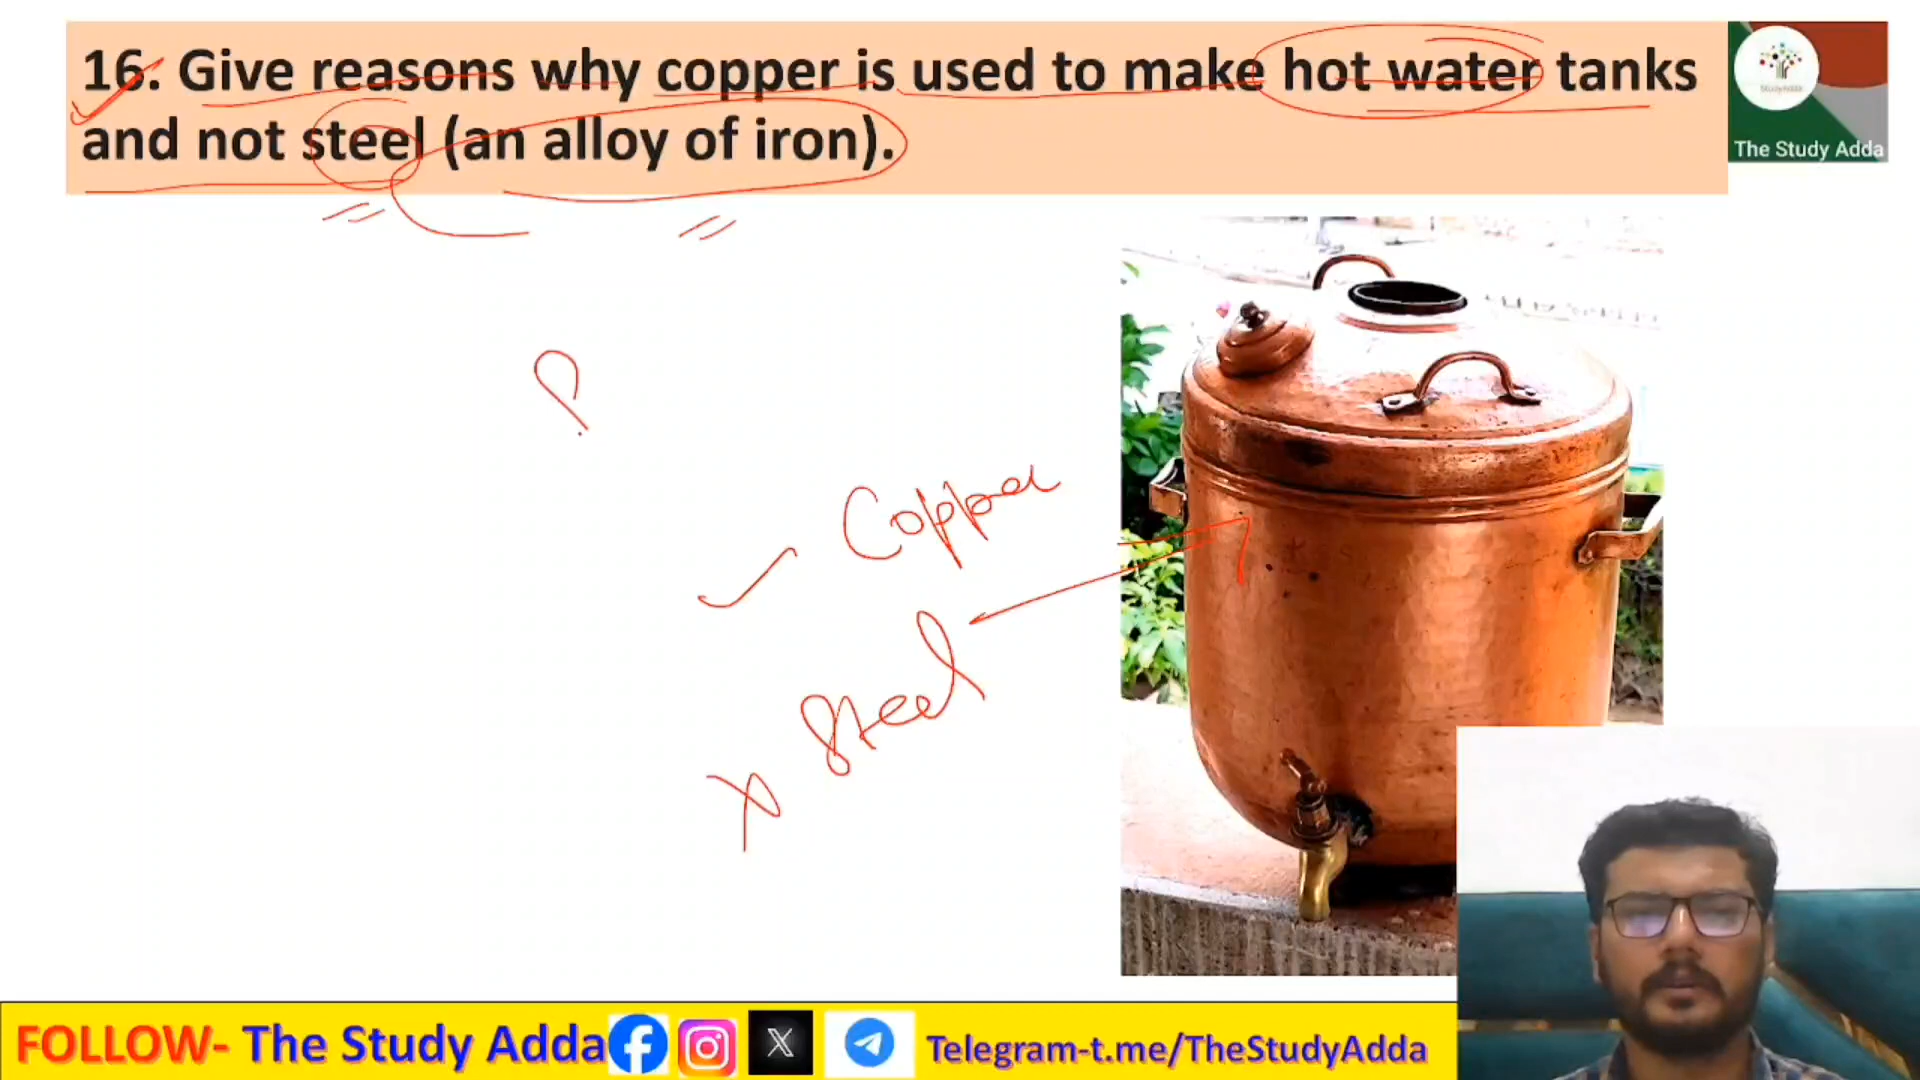 16. Give reasons why copper is used to make hot water tanks
and not steel (an alloy of iron).
StudyAdda
The Study Adda
Copper
Steel
FOLLOW- The Study Adda
Telegram-t.me/TheStudyAdda